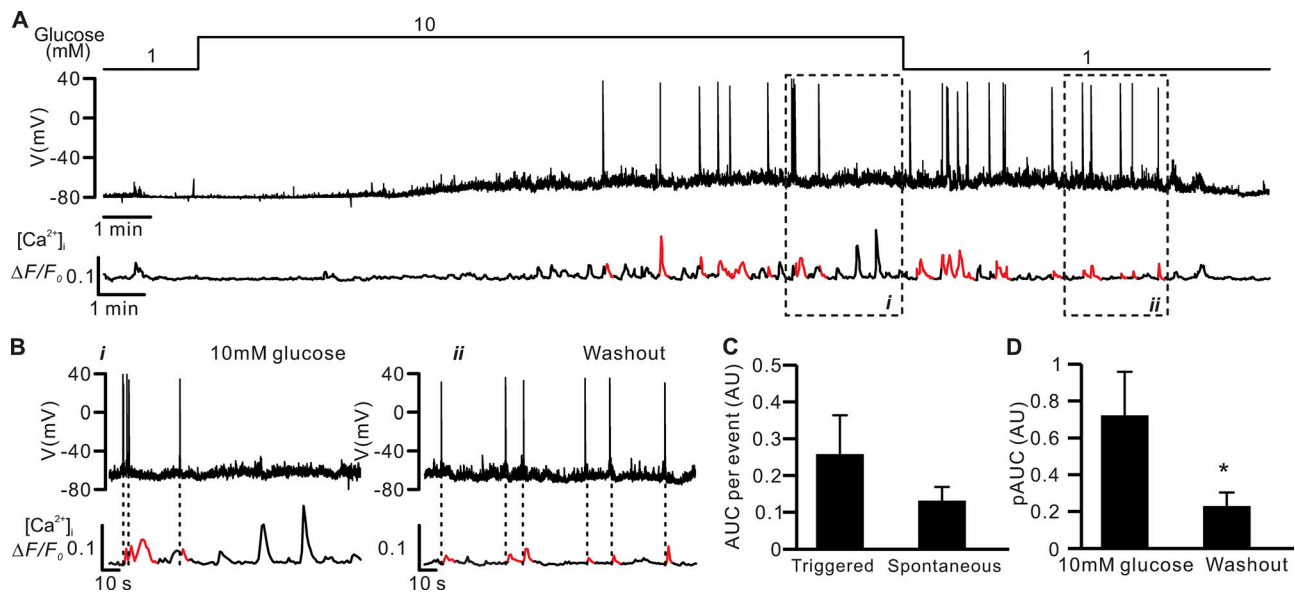 A
Glucose
(mM)
1
10
1
40
0
-40
-80
V(mV)
1 min
[Ca²⁺]ᵢ
ΔF/F₀
0.1
1 min
i
ii
B
i
10mM glucose
40
0
-40
-80
V(mV)
[Ca²⁺]ᵢ
ΔF/F₀
0.1
10 s
ii
Washout
40
0
-40
-80
V(mV)
0.1
10 s
C
AUC per event (AU)
0.5
0.4
0.3
0.2
0.1
0
Triggered Spontaneous
D
pAUC (AU)
1
0.8
0.6
0.4
0.2
0
*
10mM glucose Washout